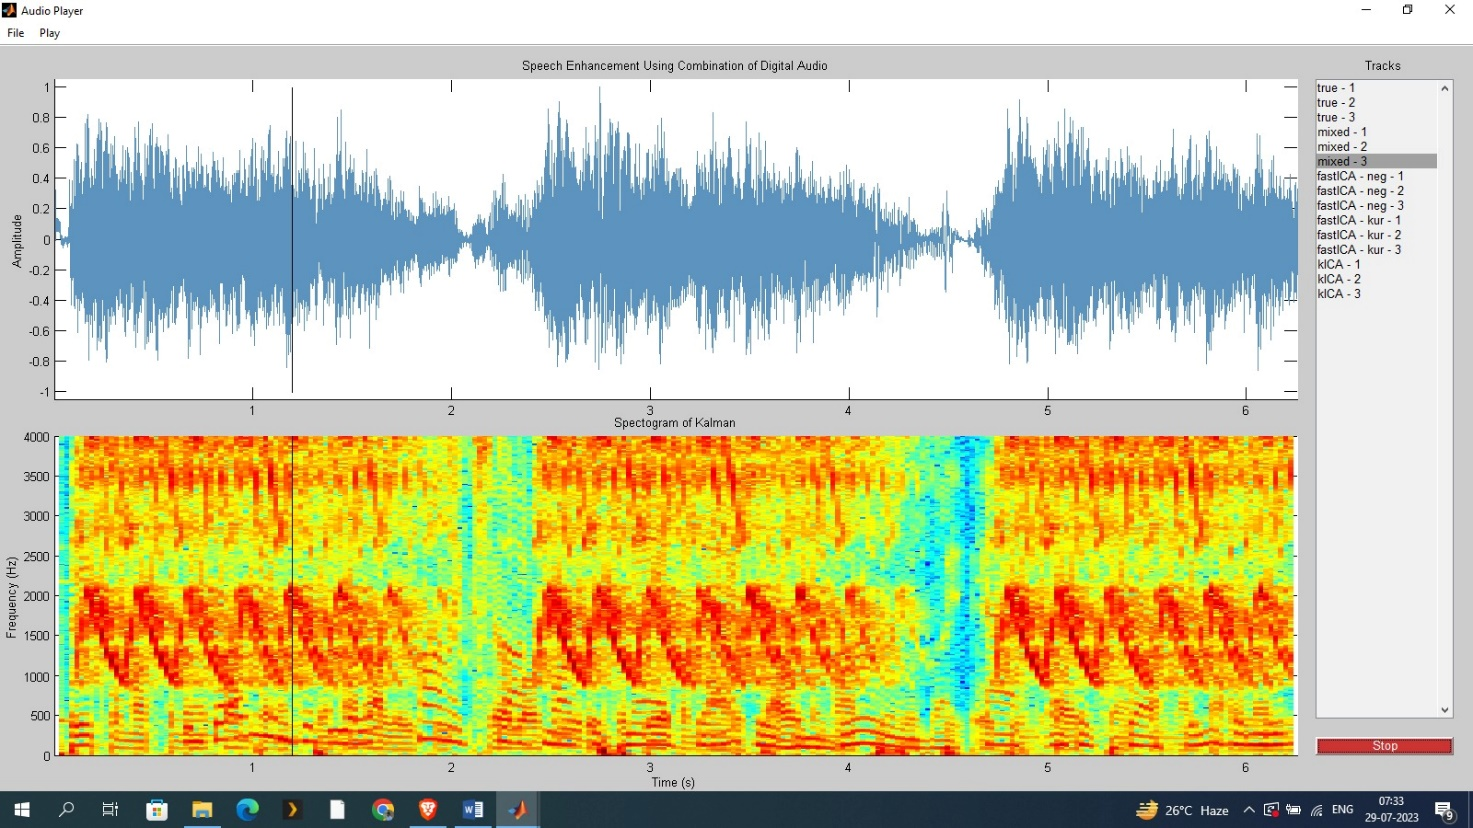 Audio Player
File Play
Speech Enhancement Using Combination of Digital Audio
Tracks
1
0.8
0.6
0.4
0.2
0
-0.2
-0.4
-0.6
-0.8
-1
Amplitude
1 2 3 4 5 6
true - 1
true - 2
true - 3
mixed - 1
mixed - 2
mixed - 3
fastICA - neg - 1
fastICA - neg - 2
fastICA - neg - 3
fastICA - kur - 1
fastICA - kur - 2
fastICA - kur - 3
kICA - 1
kICA - 2
kICA - 3
Spectogram of Kalman
4000
3500
3000
2500
2000
1500
1000
500
0
Frequency (Hz)
1 2 3 4 5 6
Time (s)
Stop
26°C Haze
ENG
07:33
29-07-2023
9